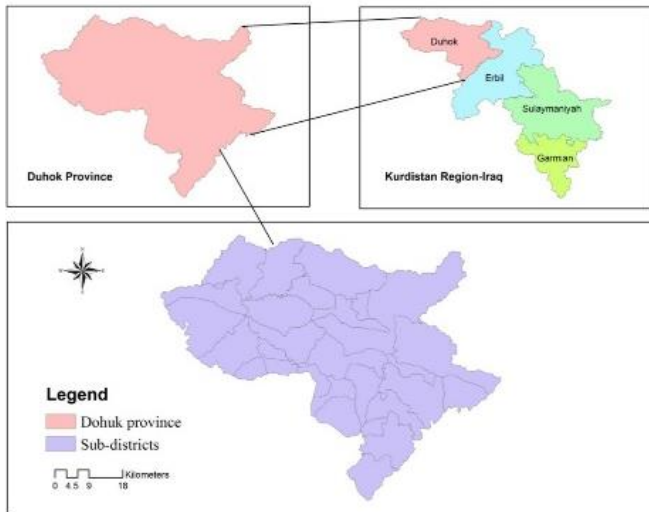 Duhok Province
Duhok
Erbil
Sulaymaniyah
Garmian
Kurdistan Region-Iraq
N
Legend
Dohuk province
Sub-districts
Kilometers
0 4.5 9 18